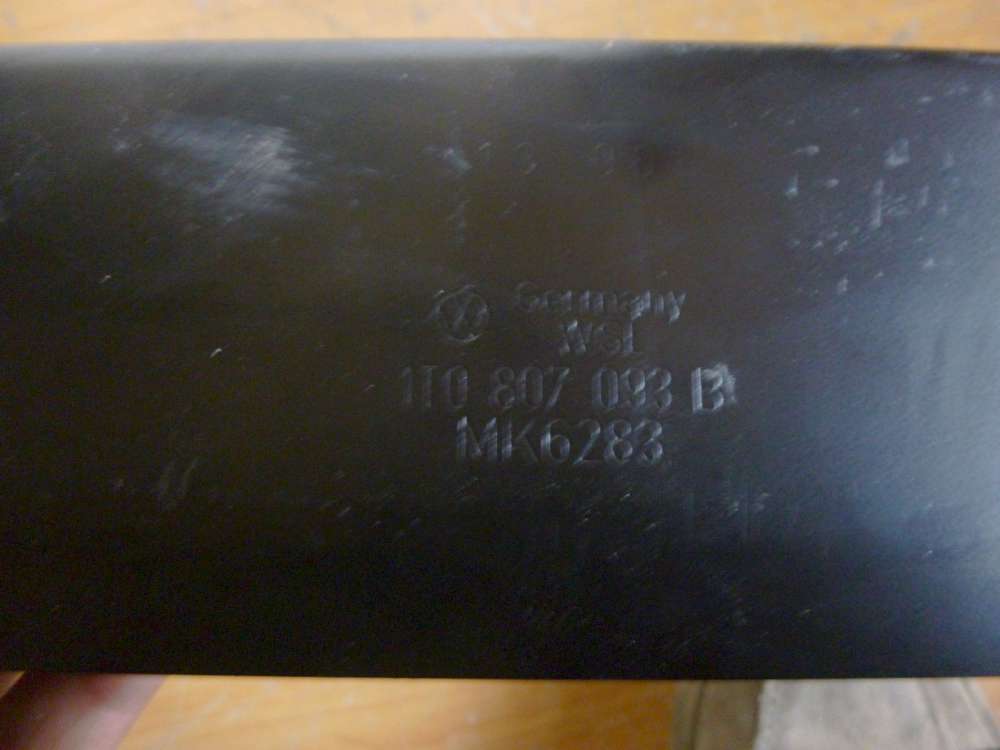 Germany
WSI
1T0 807 093 B
MK6283